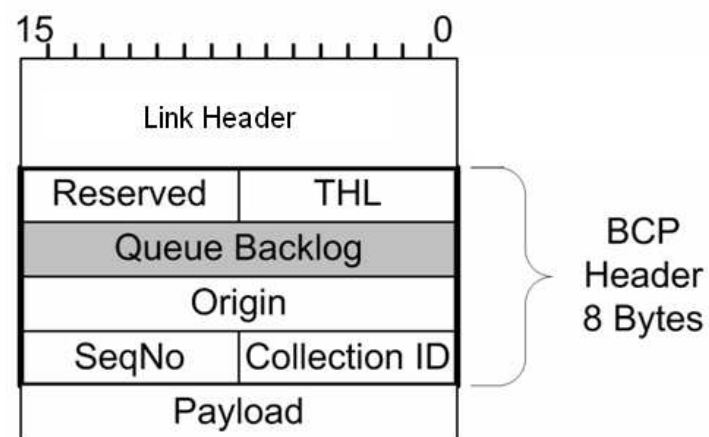 15 0
Link Header
Reserved THL
Queue Backlog
Origin
SeqNo Collection ID
Payload
BCP
Header
8 Bytes